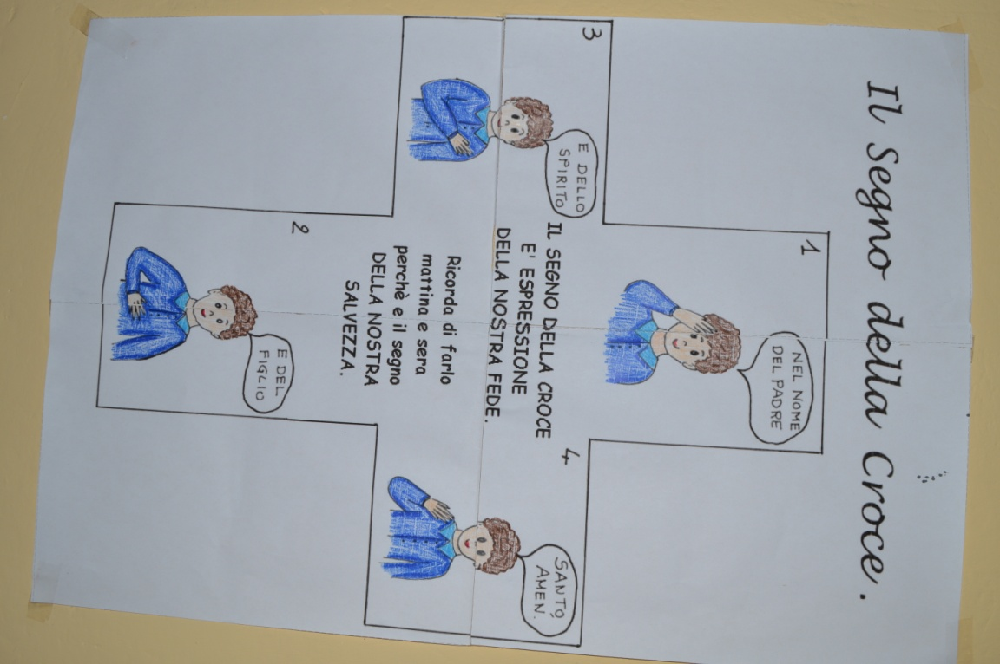 Il Segno della Croce.
1
NEL NOME
DEL PADRE
3
E DELLO
SPIRITO
IL SEGNO DELLA CROCE
E' ESPRESSIONE
DELLA NOSTRA FEDE.
Ricorda di farlo
mattina e sera
perchè e il segno
DELLA NOSTRA
SALVEZZA.
4
SANTO,
AMEN.
2
E DEL
FIGLIO